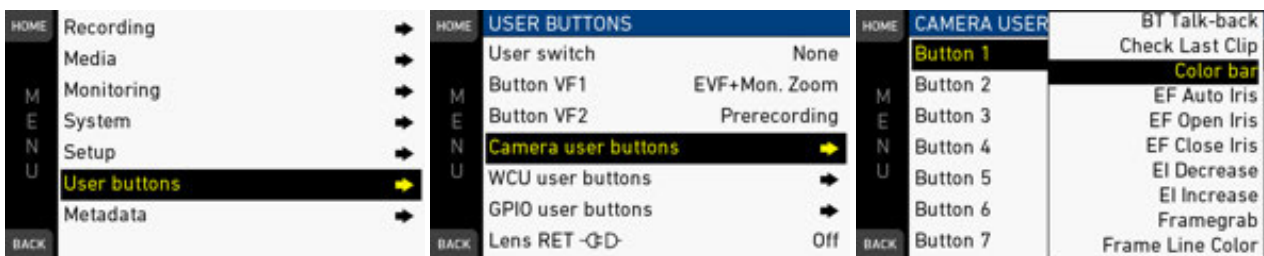 HOME
MENU
BACK
Recording
Media
Monitoring
System
Setup
User buttons
Metadata
HOME
MENU
BACK
USER BUTTONS
User switch None
Button VF1 EVF+Mon. Zoom
Button VF2 Prerecording
Camera user buttons
WCU user buttons
GPIO user buttons
Lens RET Off
HOME
MENU
BACK
CAMERA USER
Button 1
Button 2
Button 3
Button 4
Button 5
Button 6
Button 7
BT Talk-back
Check Last Clip
Color bar
EF Auto Iris
EF Open Iris
EF Close Iris
EI Decrease
EI Increase
Framegrab
Frame Line Color